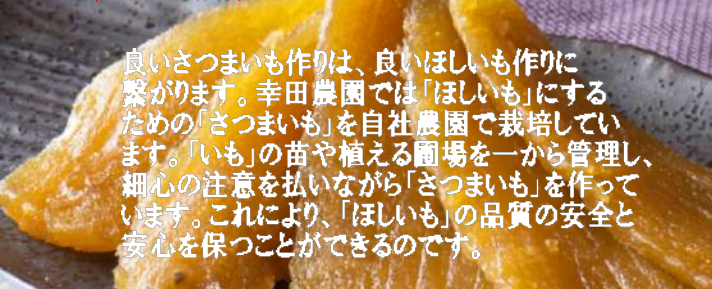 良いさつまいも作りは、良いほしいも作りに
繋がります。幸田農園では「ほしいも」にする
ための「さつまいも」を自社農園で栽培してい
ます。「いも」の苗や植える圃場を一から管理し、
細心の注意を払いながら「さつまいも」を作って
います。これにより、「ほしいも」の品質の安全と
安心を保つことができるのです。